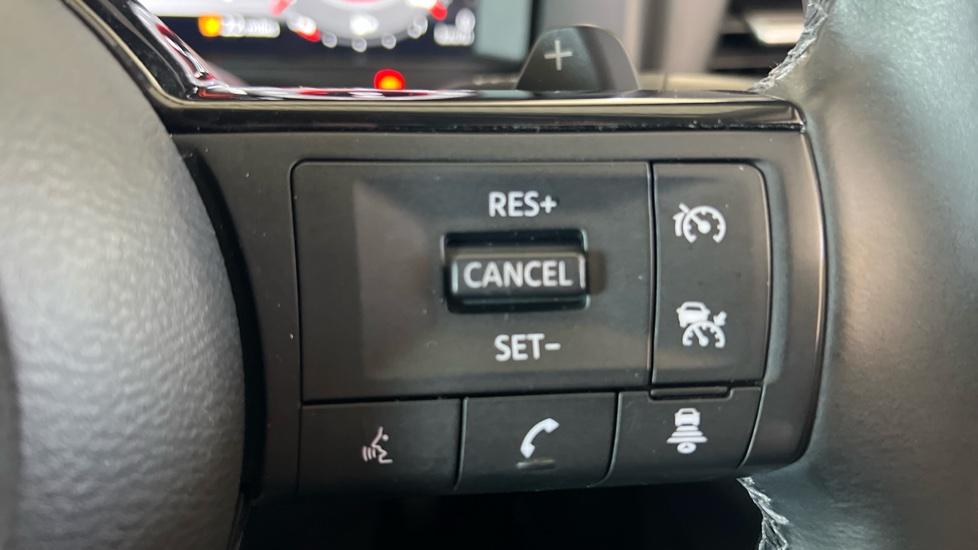 +
RES+
CANCEL
SET-